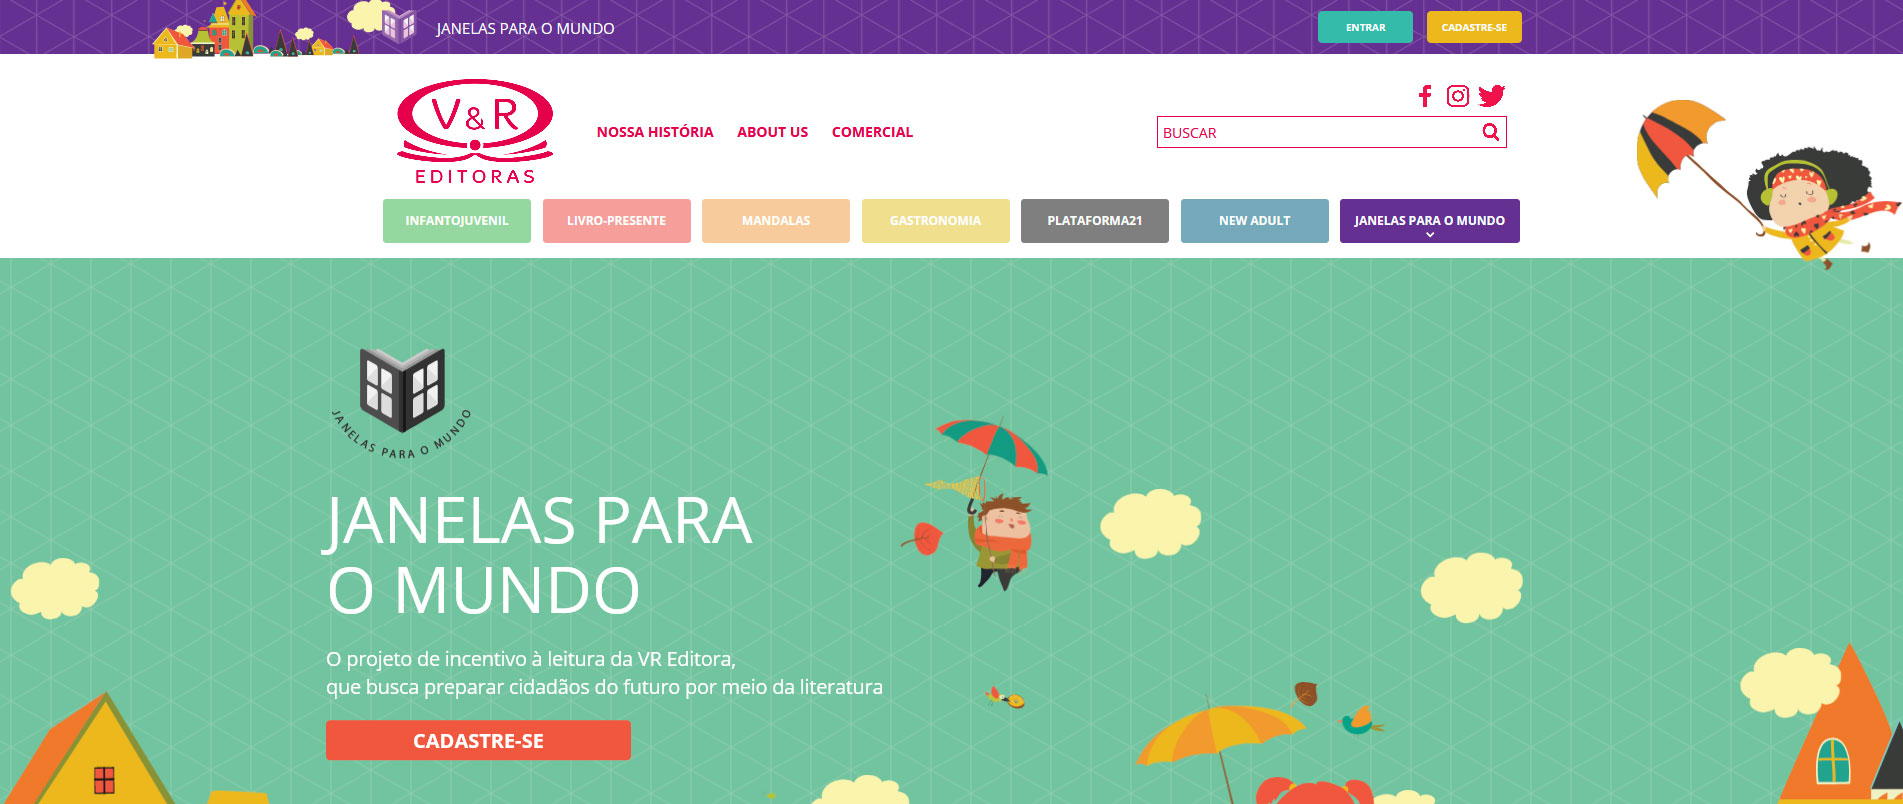 JANELAS PARA O MUNDO
ENTRAR
CADASTRE-SE
V&R
EDITORAS
NOSSA HISTÓRIA
ABOUT US
COMERCIAL
BUSCAR
INFANTOJUVENIL
LIVRO-PRESENTE
MANDALAS
GASTRONOMIA
PLATAFORMA21
NEW ADULT
JANELAS PARA O MUNDO
JANELAS PARA O MUNDO
JANELAS PARA
O MUNDO
O projeto de incentivo à leitura da VR Editora,
que busca preparar cidadãos do futuro por meio da literatura
CADASTRE-SE